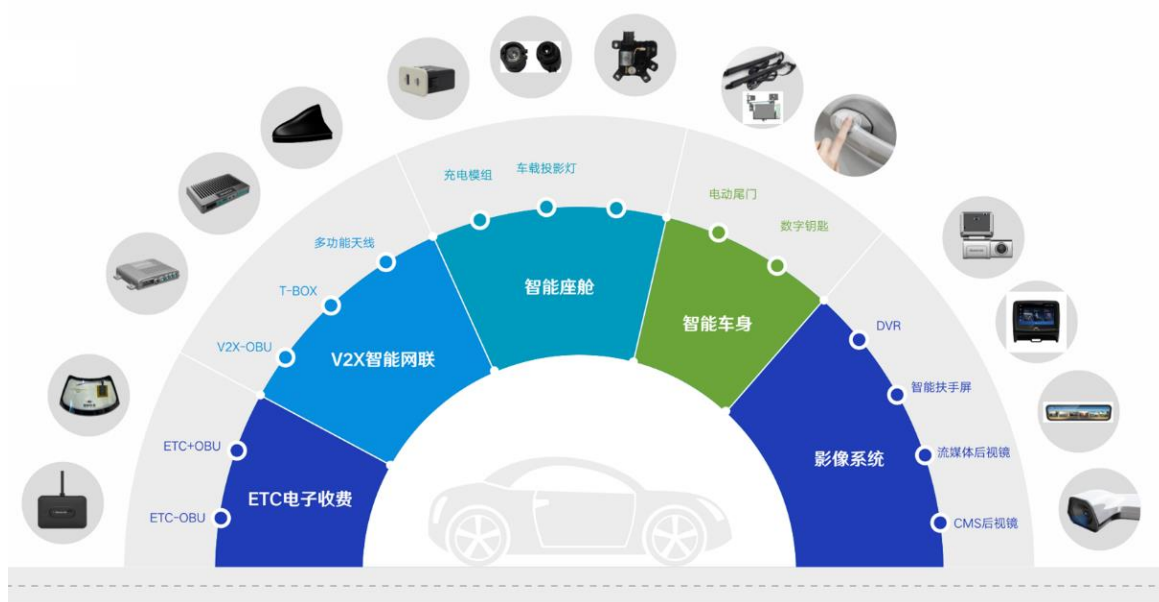 充电模组
车载投影灯
电动尾门
数字钥匙
多功能天线
T-BOX
V2X-OBU
ETC+OBU
ETC-OBU
智能座舱
V2X智能网联
智能车身
ETC电子收费
影像系统
DVR
智能扶手屏
流媒体后视镜
CMS后视镜